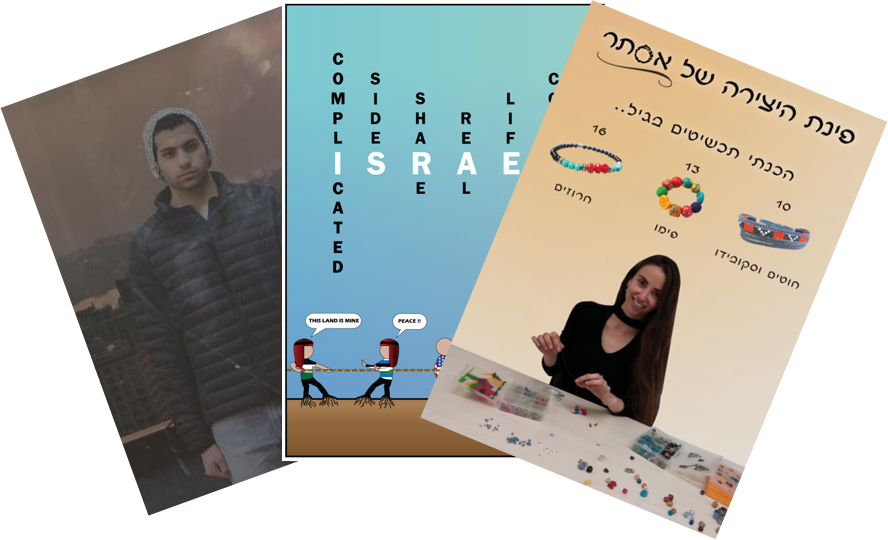 COMPLICATED
SIDES
SHARE
REAL
LIFE
ISRAE
THIS LAND IS MINE
PEACE !!
פינת היצירה של אסתר
הכנתי תכשיטים בגיל..
16
חרוזים
13
פימו
10
חוטים וסקובידו